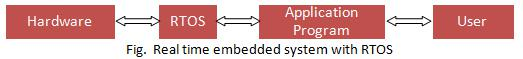 Hardware
RTOS
Application
Program
User
Fig. Real time embedded system with RTOS